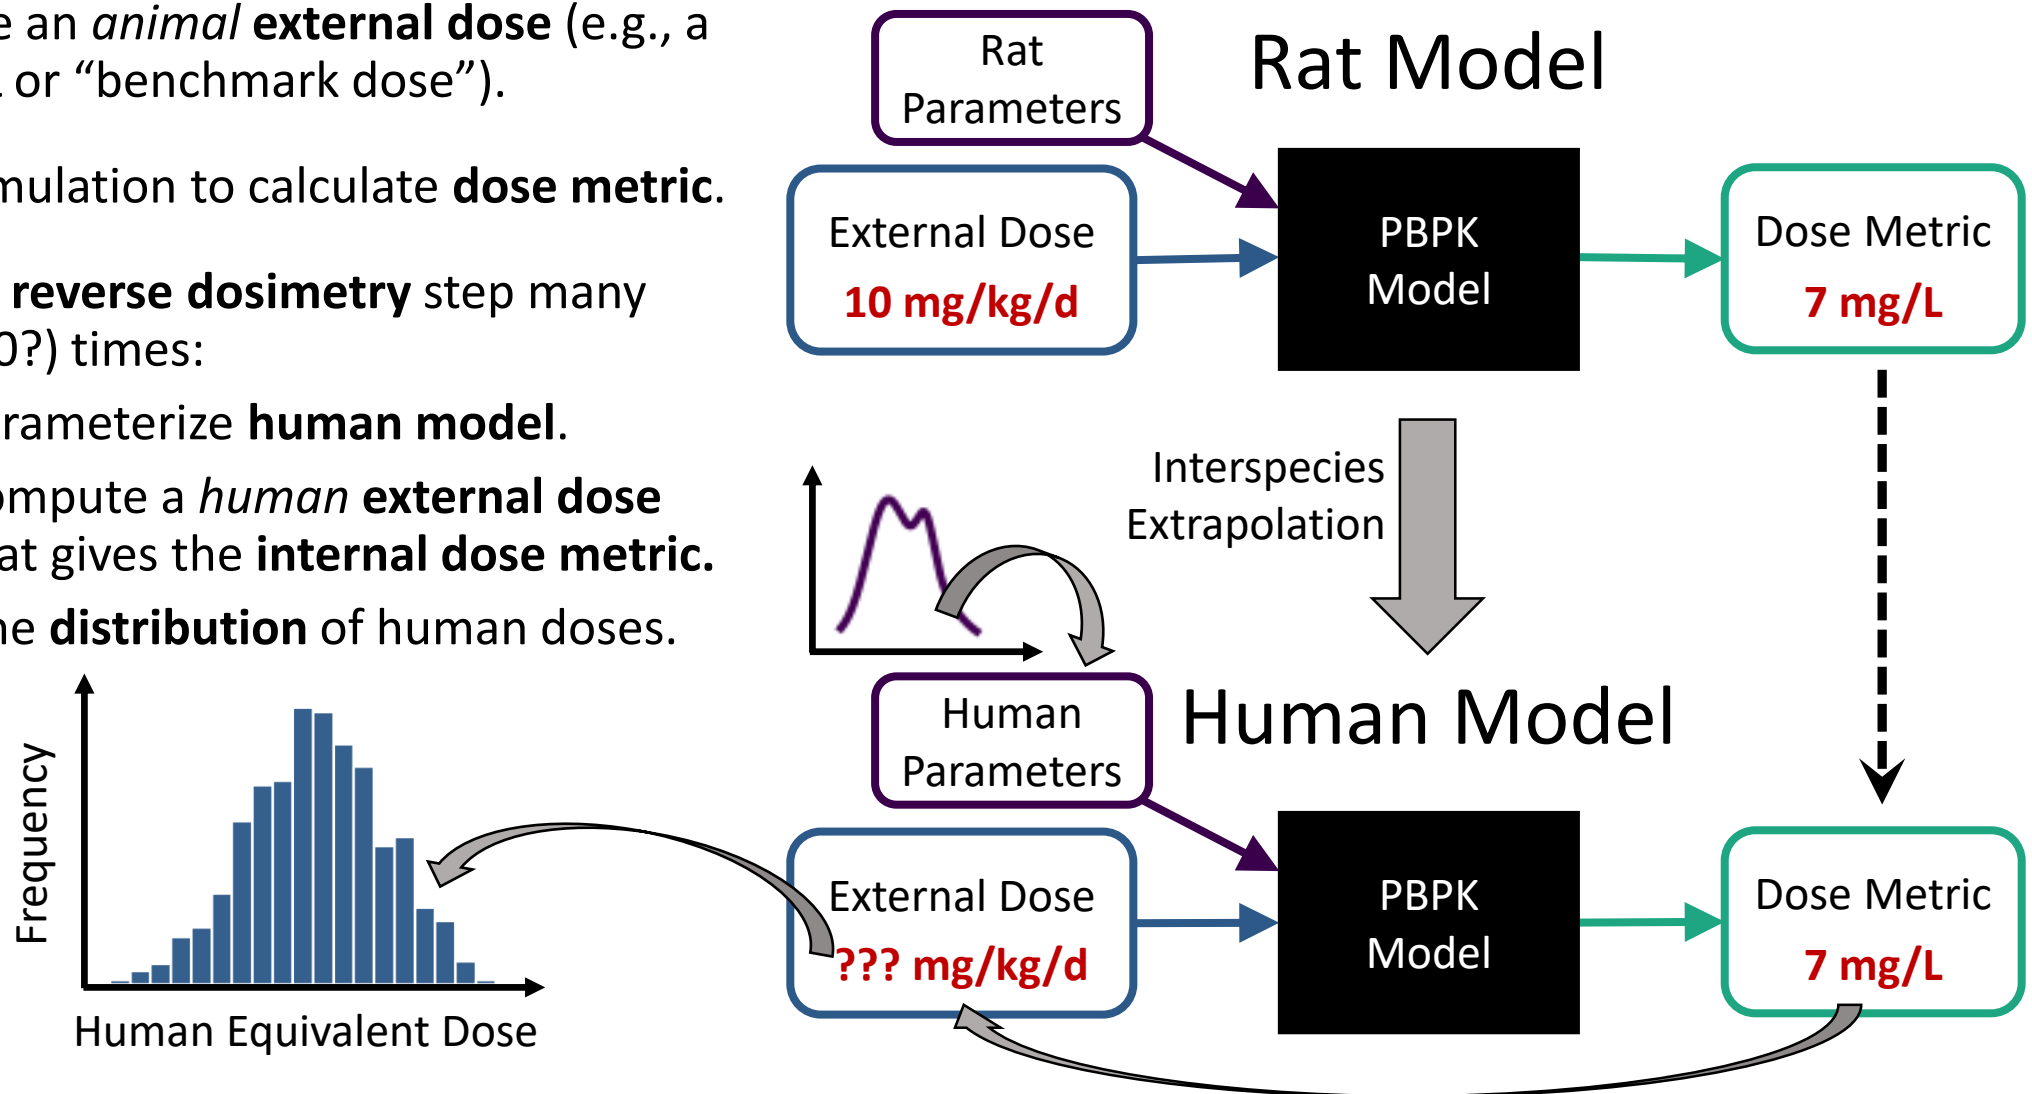 e an animal external dose (e.g., a
or “benchmark dose”).
mulation to calculate dose metric.
reverse dosimetry step many
0?) times:
rameterize human model.
ompute a human external dose
at gives the internal dose metric.
ne distribution of human doses.
Frequency
Human Equivalent Dose
Rat Model
Rat
Parameters
External Dose
10 mg/kg/d
PBPK
Model
Dose Metric
7 mg/L
Interspecies
Extrapolation
Human Model
Human
Parameters
External Dose
??? mg/kg/d
PBPK
Model
Dose Metric
7 mg/L